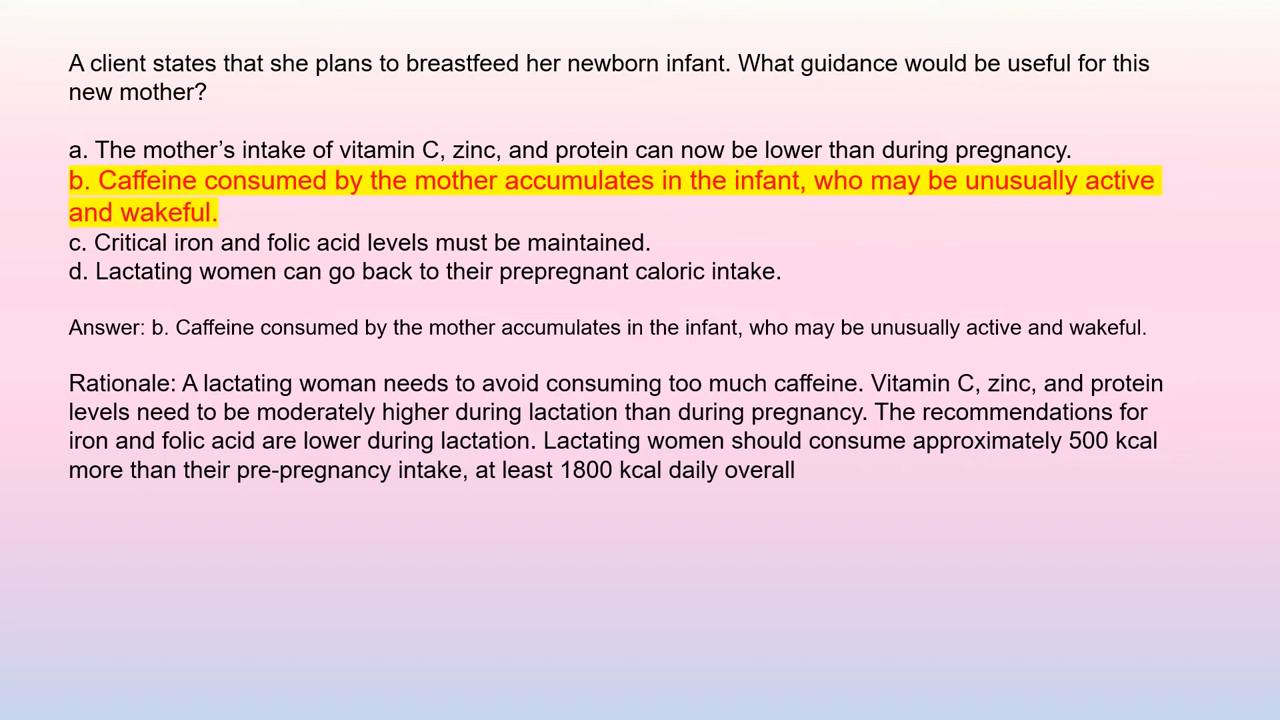 A client states that she plans to breastfeed her newborn infant. What guidance would be useful for this
new mother?
a. The mother’s intake of vitamin C, zinc, and protein can now be lower than during pregnancy.
b. Caffeine consumed by the mother accumulates in the infant, who may be unusually active
and wakeful.
c. Critical iron and folic acid levels must be maintained.
d. Lactating women can go back to their prepregnant caloric intake.
Answer: b. Caffeine consumed by the mother accumulates in the infant, who may be unusually active and wakeful.
Rationale: A lactating woman needs to avoid consuming too much caffeine. Vitamin C, zinc, and protein
levels need to be moderately higher during lactation than during pregnancy. The recommendations for
iron and folic acid are lower during lactation. Lactating women should consume approximately 500 kcal
more than their pre-pregnancy intake, at least 1800 kcal daily overall